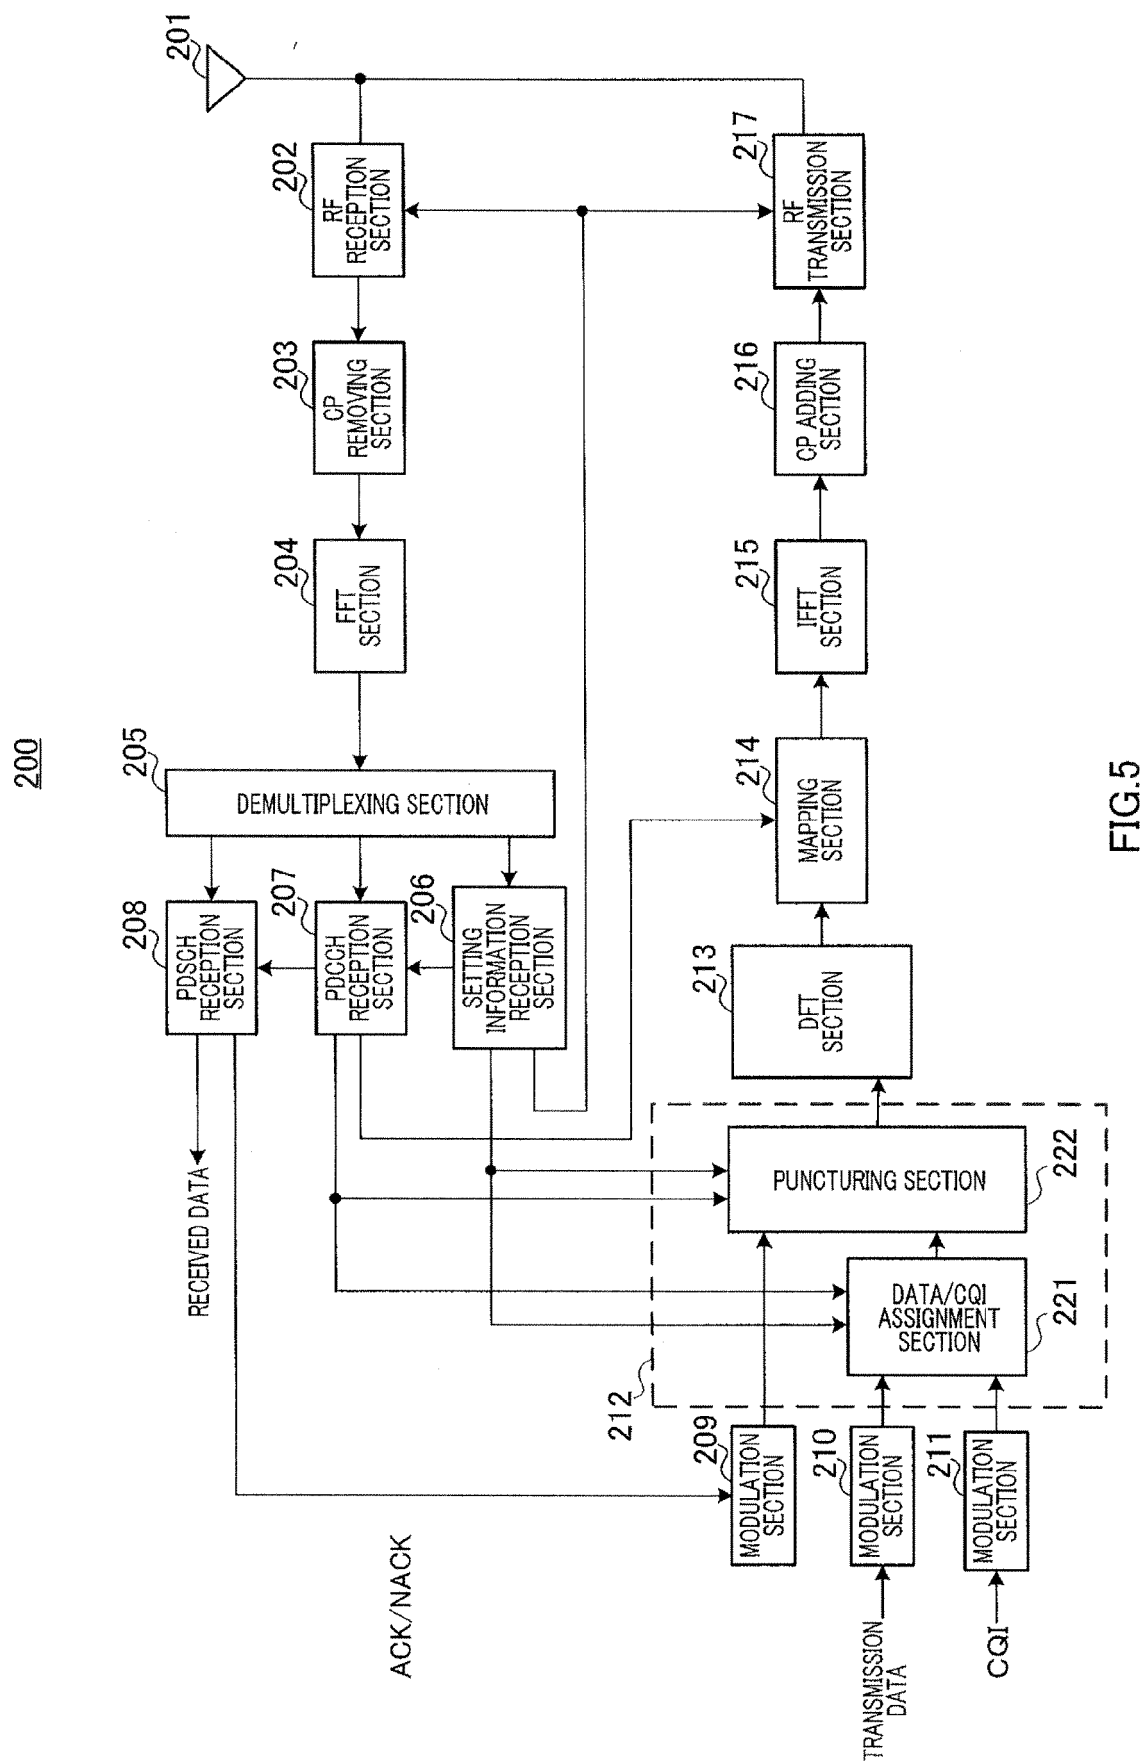 200
201
RF
RECEPTION
SECTION
202
CP
REMOVING
SECTION
203
FFT
SECTION
204
DEMULTIPLEXING SECTION
205
PDSCH
RECEPTION
SECTION
208
PDCCH
RECEPTION
SECTION
207
SETTING
INFORMATION
RECEPTION
SECTION
206
RECEIVED DATA
ACK/NACK
RF
TRANSMISSION
SECTION
217
CP ADDING
SECTION
216
IFFT
SECTION
215
MAPPING
SECTION
214
DFT
SECTION
213
PUNCTURING SECTION
222
DATA/CQI
ASSIGNMENT
SECTION
221
212
MODULATION
SECTION
209
MODULATION
SECTION
210
MODULATION
SECTION
211
TRANSMISSION
DATA
CQI
FIG.5